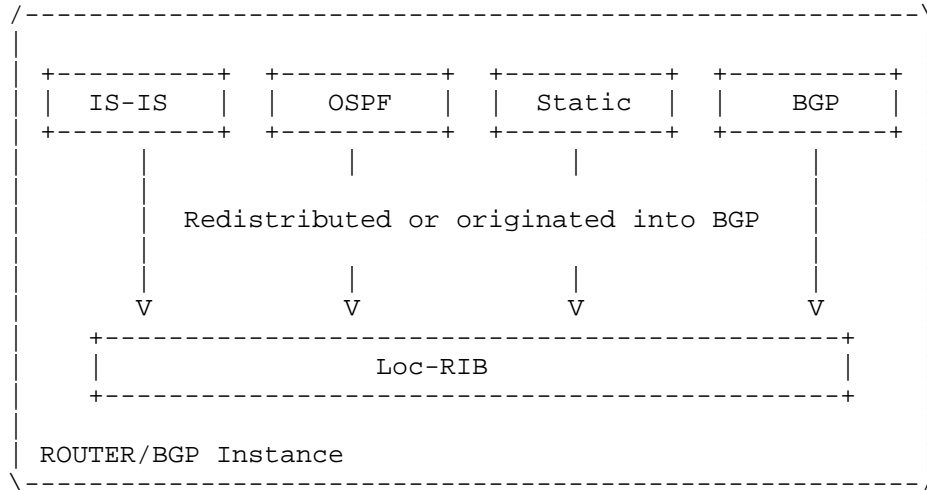 IS-IS OSPF Static BGP
Redistributed or originated into BGP
V V V V
Loc-RIB
ROUTER/BGP Instance